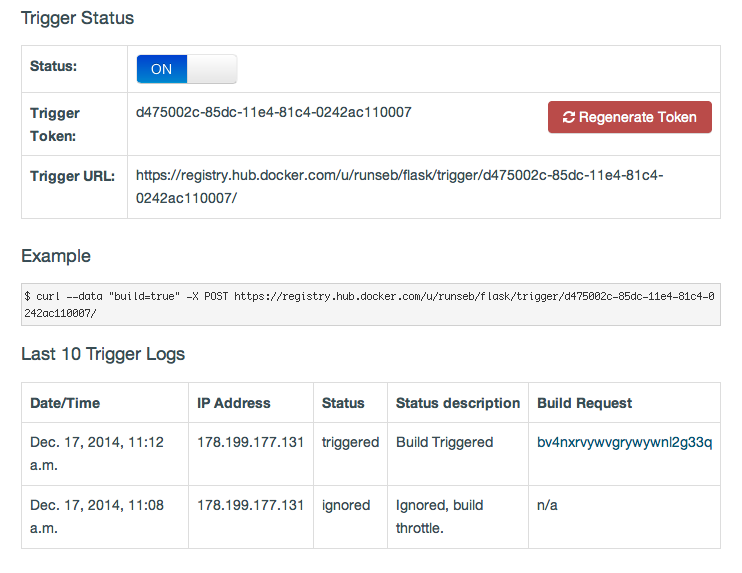 Trigger Status
Status:
ON
Trigger Token:
d475002c-85dc-11e4-81c4-0242ac110007
Regenerate Token
Trigger URL:
https://registry.hub.docker.com/u/runseb/flask/trigger/d475002c-85dc-11e4-81c4-
0242ac110007/
Example
$ curl --data "build=true" -X POST https://registry.hub.docker.com/u/runseb/flask/trigger/d475002c-85dc-11e4-81c4-0
242ac110007/
Last 10 Trigger Logs
Date/Time IP Address Status Status description Build Request
Dec. 17, 2014, 11:12 178.199.177.131 triggered Build Triggered bv4nxrvywvgrywywnl2g33q
a.m.
Dec. 17, 2014, 11:08 178.199.177.131 ignored Ignored, build n/a
a.m. throttle.